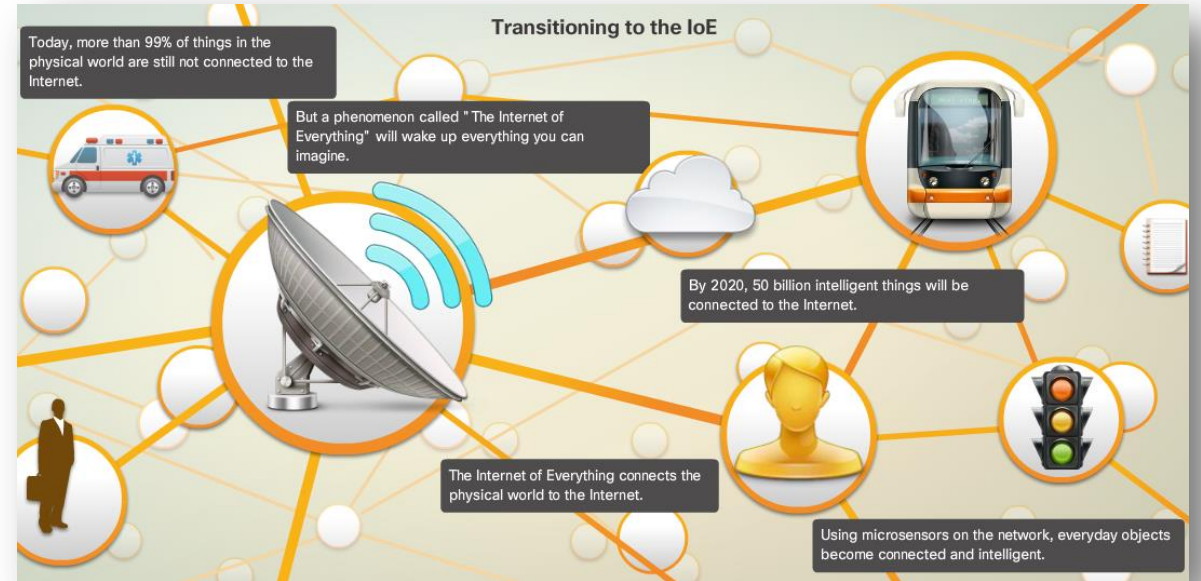 Transitioning to the IoE
Today, more than 99% of things in the
physical world are still not connected to the
Internet.
But a phenomenon called "The Internet of
Everything" will wake up everything you can
imagine.
By 2020, 50 billion intelligent things will be
connected to the Internet.
The Internet of Everything connects the
physical world to the Internet.
Using microsensors on the network, everyday objects
become connected and intelligent.